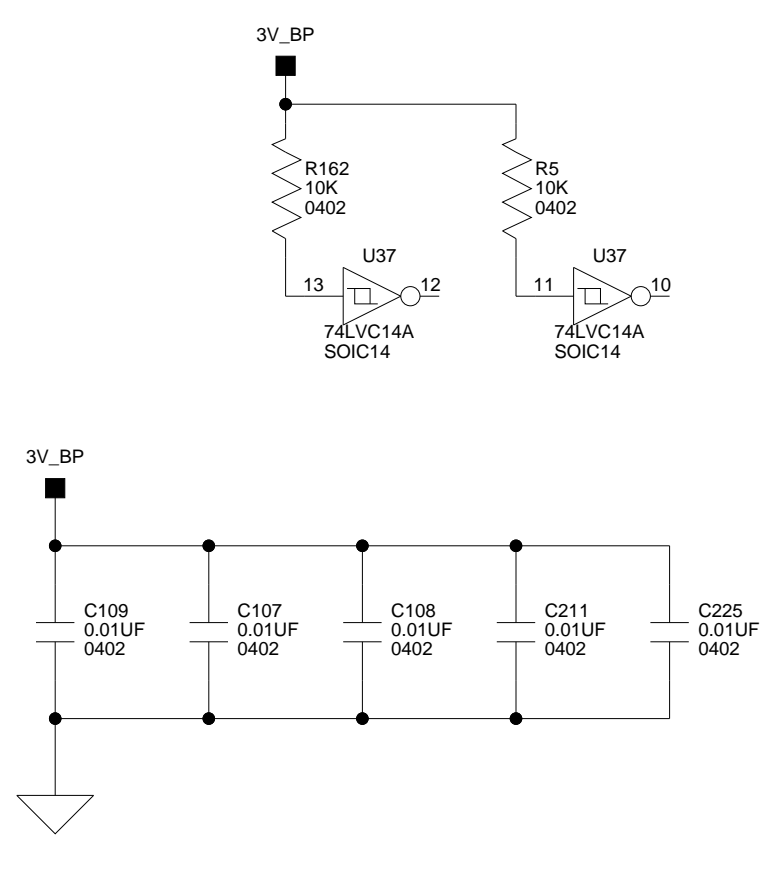 3V_BP
R162
10K
0402
R5
10K
0402
U37
13
12
74LVC14A
SOIC14
U37
11
10
74LVC14A
SOIC14
3V_BP
C109
0.01UF
0402
C107
0.01UF
0402
C108
0.01UF
0402
C211
0.01UF
0402
C225
0.01UF
0402